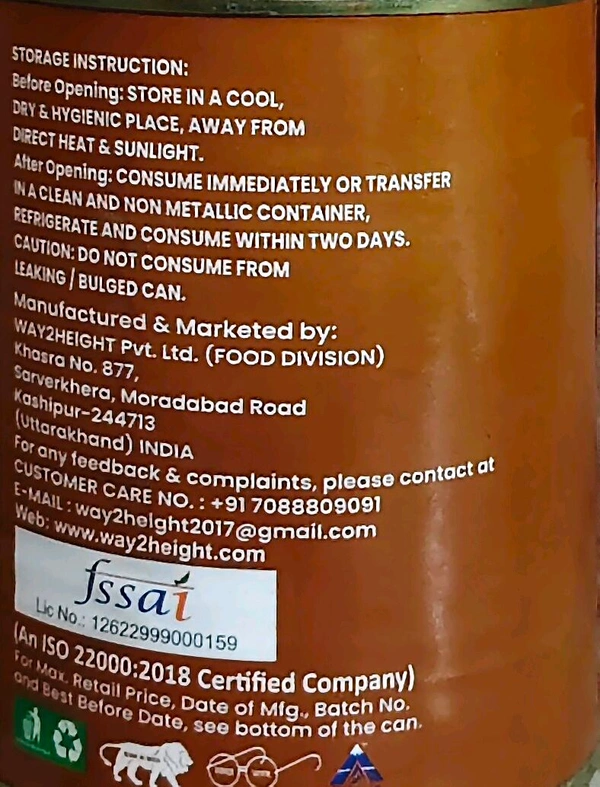 STORAGE INSTRUCTION:
Before Opening: STORE IN A COOL,
DRY & HYGIENIC PLACE, AWAY FROM
DIRECT HEAT & SUNLIGHT.
After Opening: CONSUME IMMEDIATELY OR TRANSFER
IN A CLEAN AND NON METALLIC CONTAINER,
REFRIGERATE AND CONSUME WITHIN TWO DAYS.
CAUTION: DO NOT CONSUME FROM
LEAKING / BULGED CAN.
Manufactured & Marketed by:
WAY2HEIGHT Pvt. Ltd. (FOOD DIVISION)
Khasra No. 877,
Sarverkhera, Moradabad Road
Kashipur-244713
(Uttarakhand) INDIA
For any feedback & complaints, please contact at
CUSTOMER CARE NO. : +91 7088809091
E-MAIL : way2height2017@gmail.com
Web: www.way2height.com
fssai
Lic No.: 12622999000159
(An ISO 22000:2018 Certified Company)
For Max. Retail Price, Date of Mfg., Batch No.
and Best Before Date, see bottom of the can.